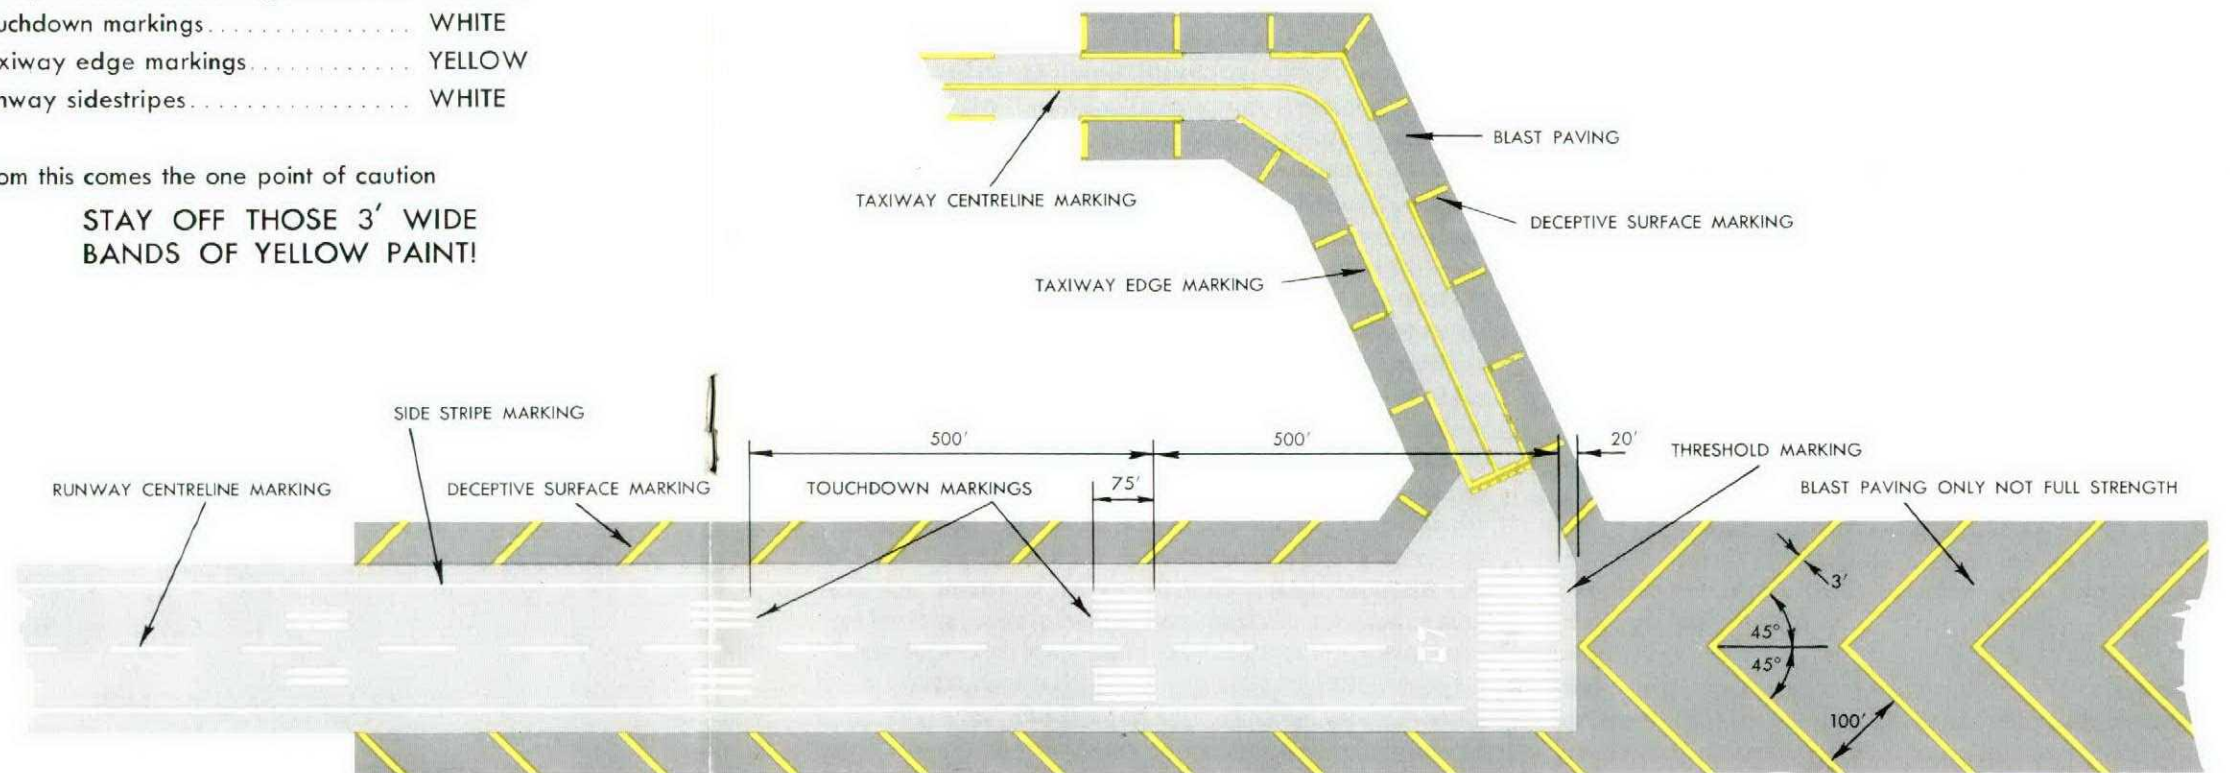 uchdown markings............... WHITE
xiway edge markings............ YELLOW
nway sidestripes................ WHITE
om this comes the one point of caution
STAY OFF THOSE 3′ WIDE
BANDS OF YELLOW PAINT!
BLAST PAVING
TAXIWAY CENTRELINE MARKING
DECEPTIVE SURFACE MARKING
TAXIWAY EDGE MARKING
SIDE STRIPE MARKING
500′
500′
20′
THRESHOLD MARKING
RUNWAY CENTRELINE MARKING
DECEPTIVE SURFACE MARKING
TOUCHDOWN MARKINGS
75′
BLAST PAVING ONLY NOT FULL STRENGTH
3′
45°
45°
100′